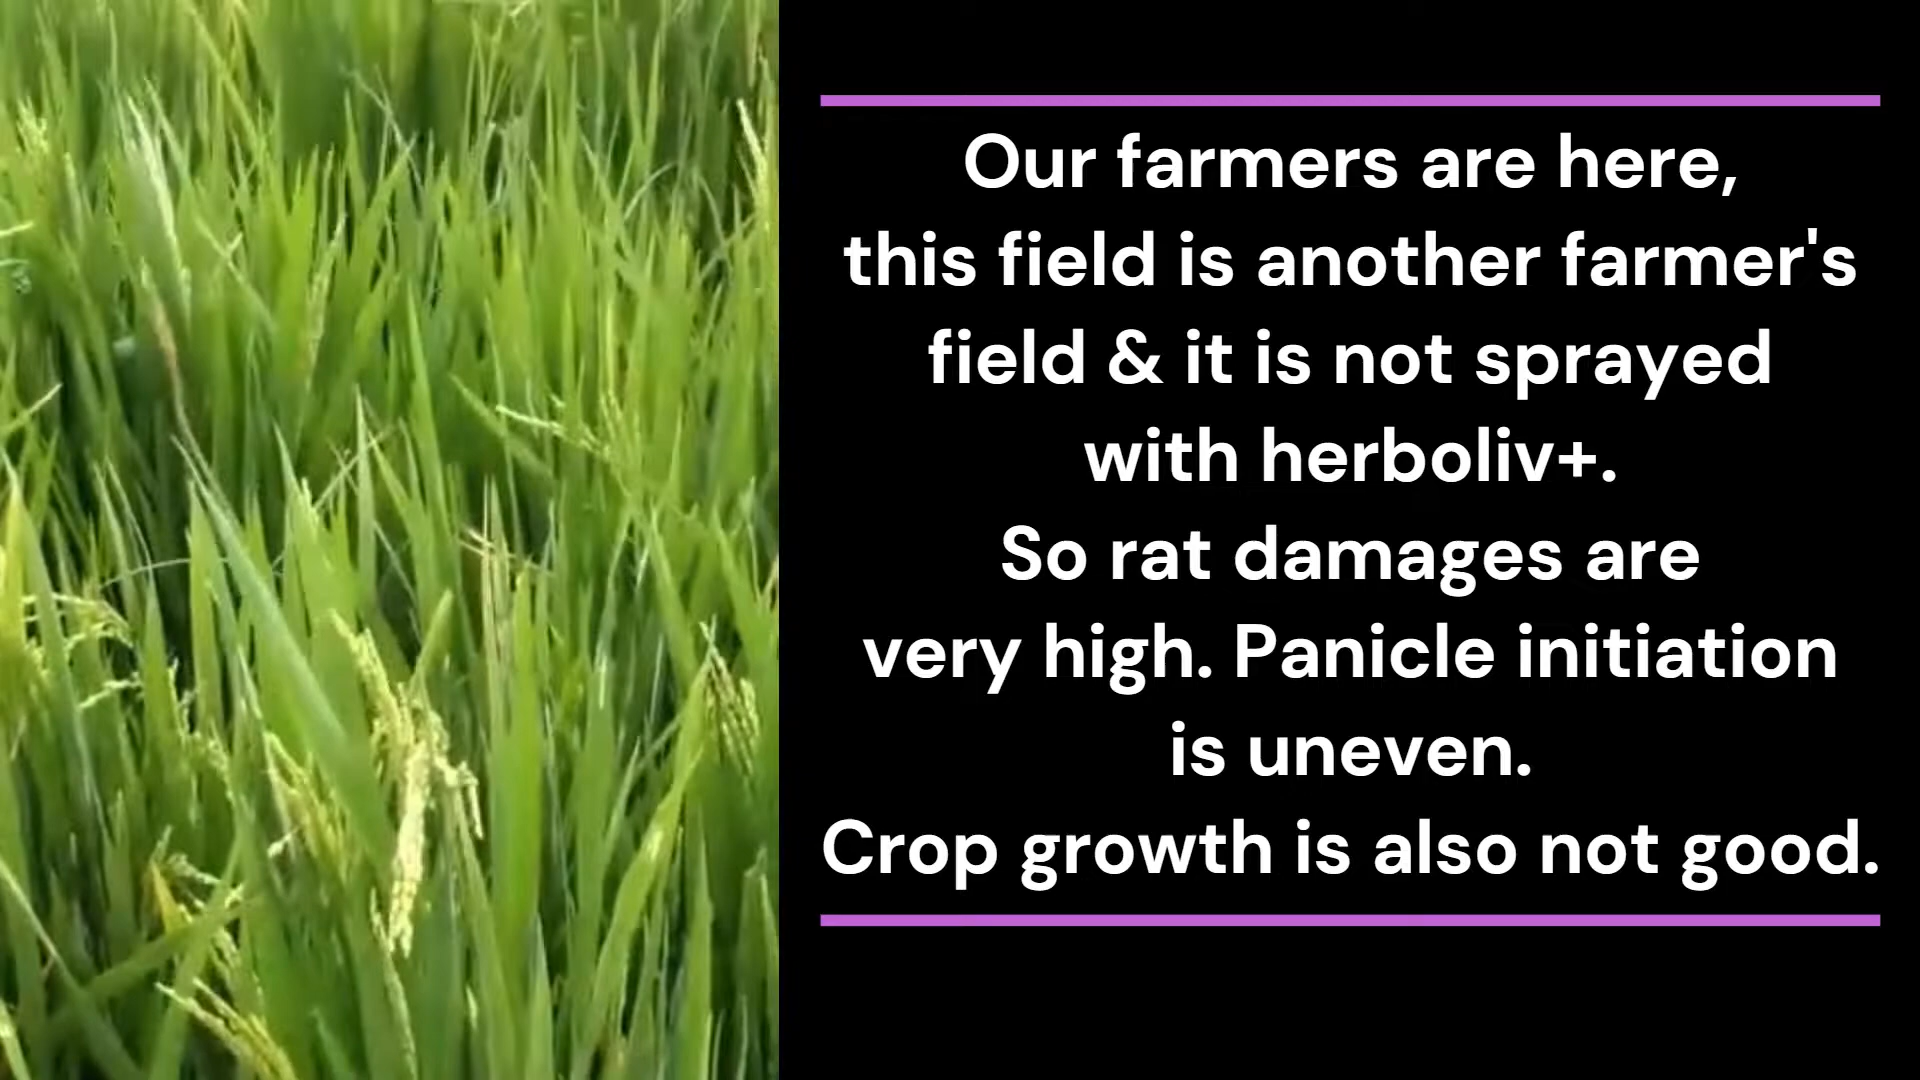 Our farmers are here,
this field is another farmer's
field & it is not sprayed
with herboliv+.
So rat damages are
very high. Panicle initiation
is uneven.
Crop growth is also not good.